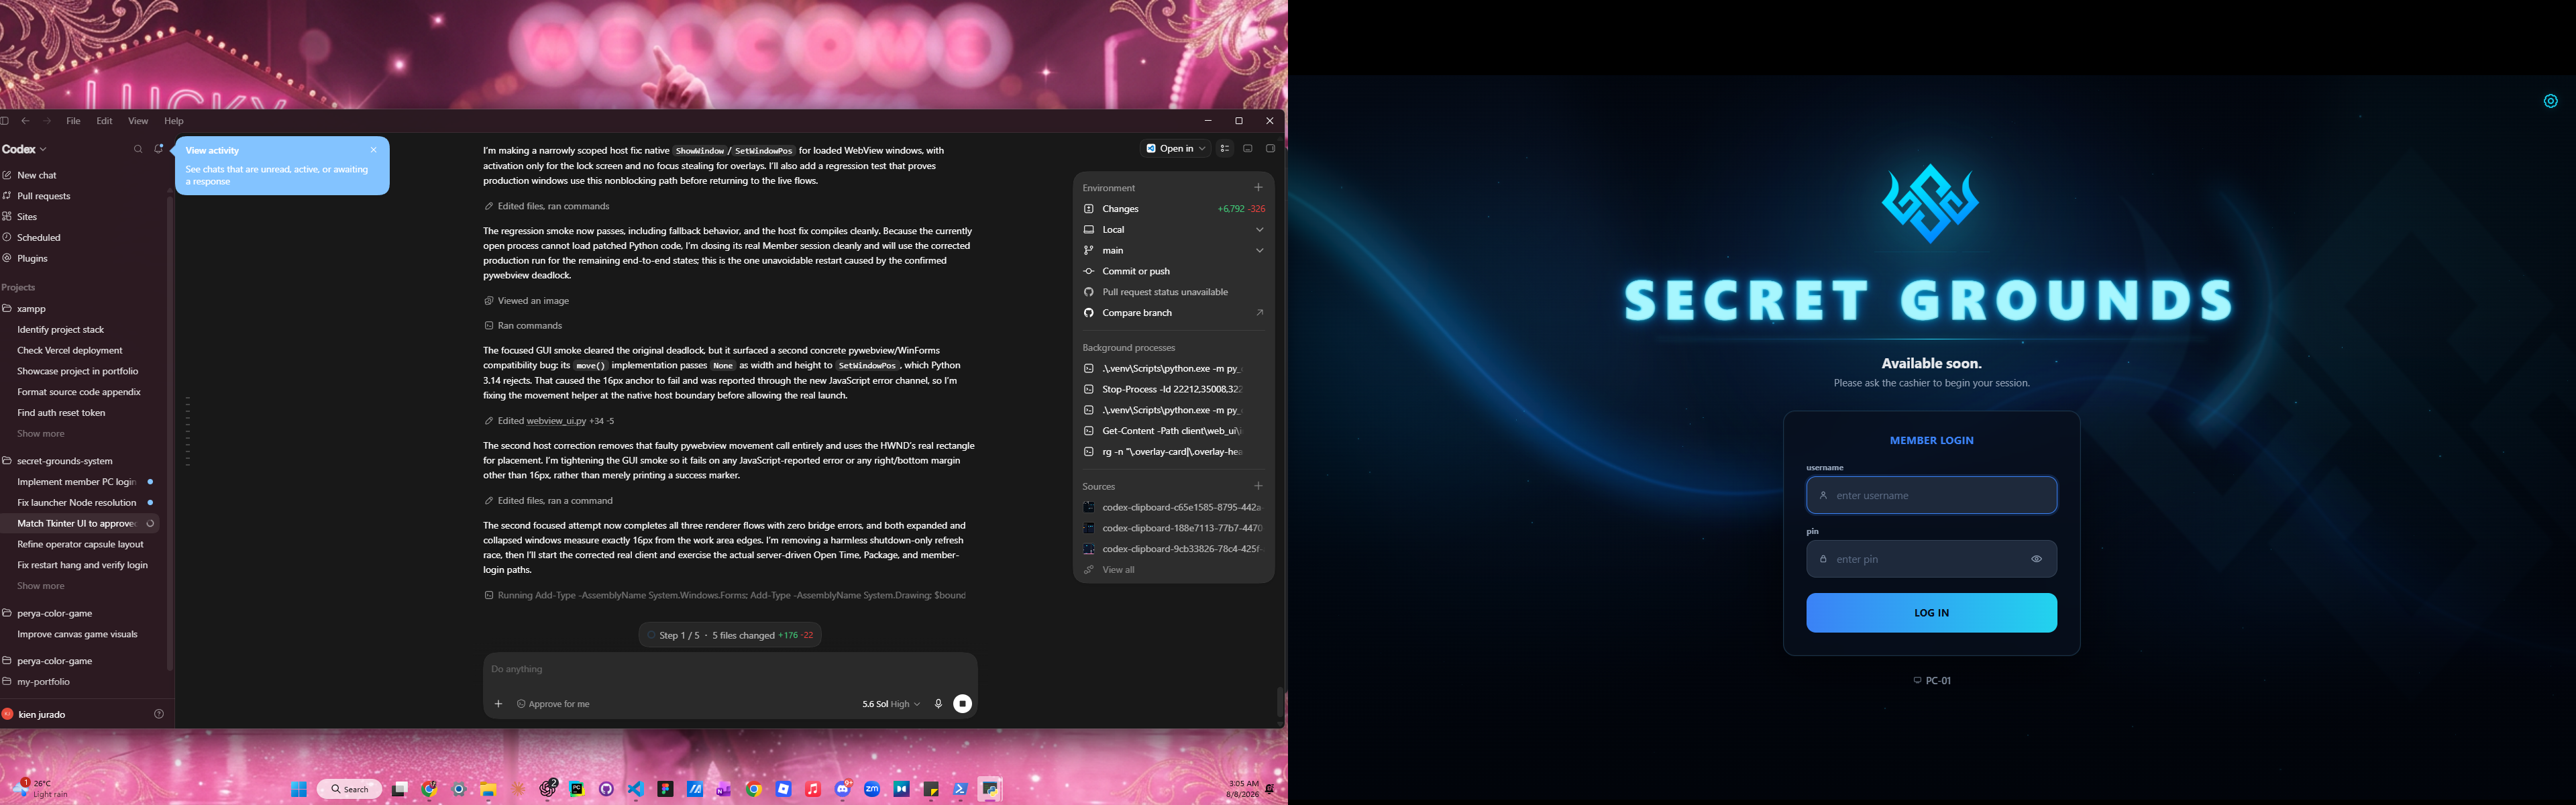 WELCOME
LUCKY
File Edit View Help
Codex
View activity
See chats that are unread, active, or awaiting
a response
New chat
Pull requests
Sites
Scheduled
Plugins
Projects
xampp
Identify project stack
Check Vercel deployment
Showcase project in portfolio
Format source code appendix
Find auth reset token
Show more
secret-grounds-system
Implement member PC login
Fix launcher Node resolution
Match Tkinter UI to approve
Refine operator capsule layout
Fix restart hang and verify login
Show more
perya-color-game
Improve canvas game visuals
perya-color-game
my-portfolio
kien jurado
I'm making a narrowly scoped host fix: native ShowWindow / SetWindowPos for loaded WebView windows, with
activation only for the lock screen and no focus stealing for overlays. I'll also add a regression test that proves
production windows use this nonblocking path before returning to the live flows.
Edited files, ran commands
The regression smoke now passes, including fallback behavior, and the host fix compiles cleanly. Because the currently
open process cannot load patched Python code, I'm closing its real Member session cleanly and will use the corrected
production run for the remaining end-to-end states; this is the one unavoidable restart caused by the confirmed
pywebview deadlock.
Viewed an image
Ran commands
The focused GUI smoke cleared the original deadlock, but it surfaced a second concrete pywebview/WinForms
compatibility bug: its move() implementation passes None as width and height to SetWindowPos, which Python
3.14 rejects. That caused the 16px anchor to fail and was reported through the new JavaScript error channel, so I'm
fixing the movement helper at the native host boundary before allowing the real launch.
Edited webview_ui.py +34 -5
The second host correction removes that faulty pywebview movement call entirely and uses the HWND's real rectangle
for placement. I'm tightening the GUI smoke so it fails on any JavaScript-reported error or any right/bottom margin
other than 16px, rather than merely printing a success marker.
Edited files, ran a command
The second focused attempt now completes all three renderer flows with zero bridge errors, and both expanded and
collapsed windows measure exactly 16px from the work area edges. I'm removing a harmless shutdown-only refresh
race, then I'll start the corrected real client and exercise the actual server-driven Open Time, Package, and member-
login paths.
Running Add-Type -AssemblyName System.Windows.Forms; Add-Type -AssemblyName System.Drawing; $bound
Step 1 / 5 · 5 files changed +176 -22
Do anything
Approve for me
5.6 Sol High
Open in
Environment
Changes +6,792 -326
Local
main
Commit or push
Pull request status unavailable
Compare branch
Background processes
.\.venv\Scripts\python.exe -m py_
Stop-Process -Id 22212,35008,322
.\.venv\Scripts\python.exe -m py_
Get-Content -Path client\web_ui\
rg -n "\.overlay-card|\.overlay-hea
Sources
codex-clipboard-c65e1585-8795-442a-
codex-clipboard-188e7113-77b7-4470
codex-clipboard-9cb33826-78c4-425f-
View all
1
26°C
Light rain
Search
3:05 AM
6/8/2026
SECRET GROUNDS
Available soon.
Please ask the cashier to begin your session.
MEMBER LOGIN
username
enter username
pin
enter pin
LOG IN
PC-01